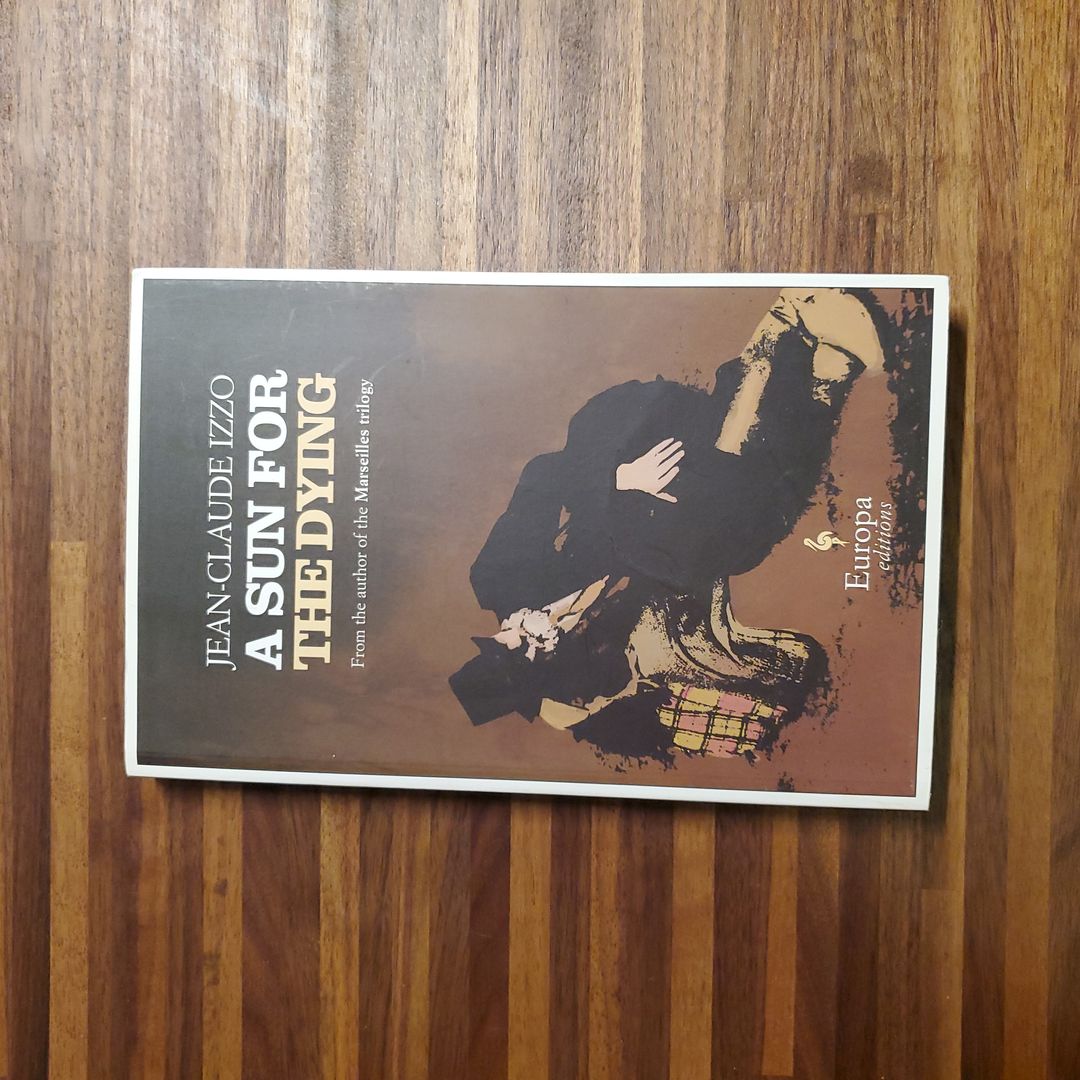 JEAN-CLAUDE IZZO
A SUN FOR
THE DYING
From the author of the Marseilles trilogy
Europa
editions